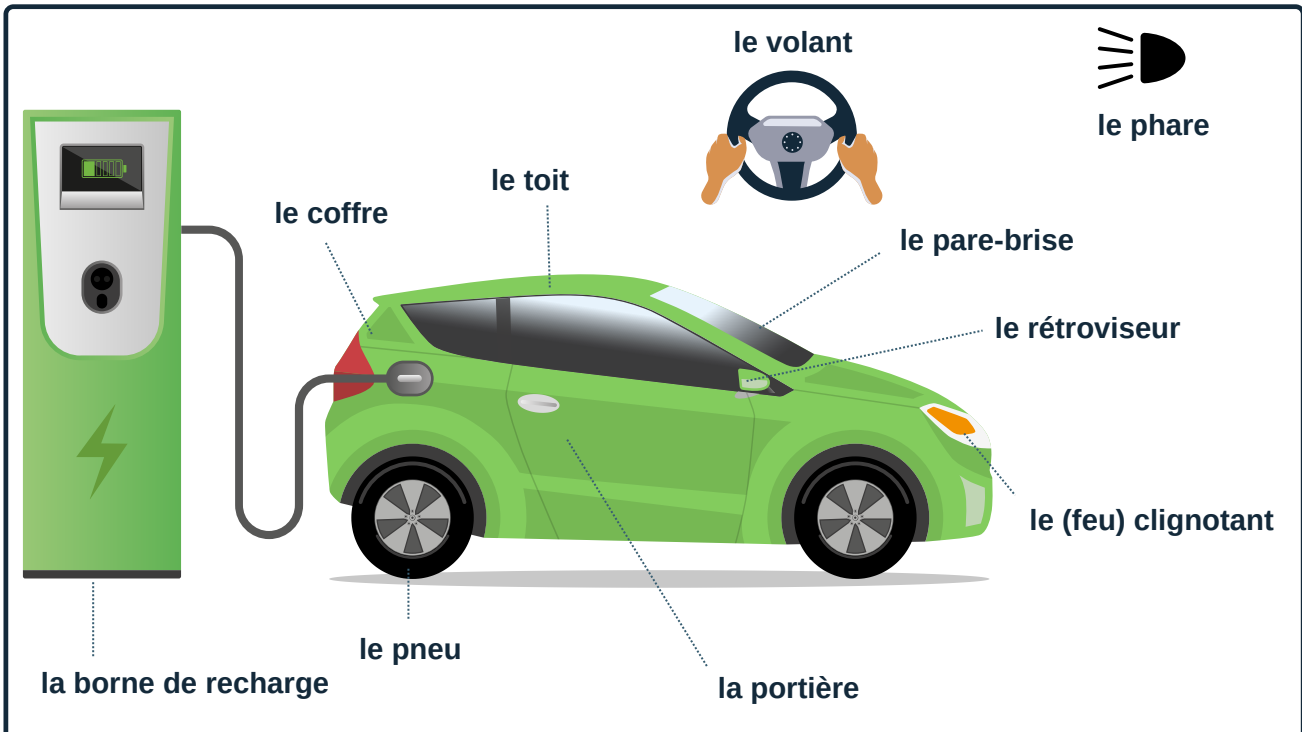 le volant
le phare
le toit
le coffre
le pare-brise
le rétroviseur
le (feu) clignotant
le pneu
la borne de recharge
la portière